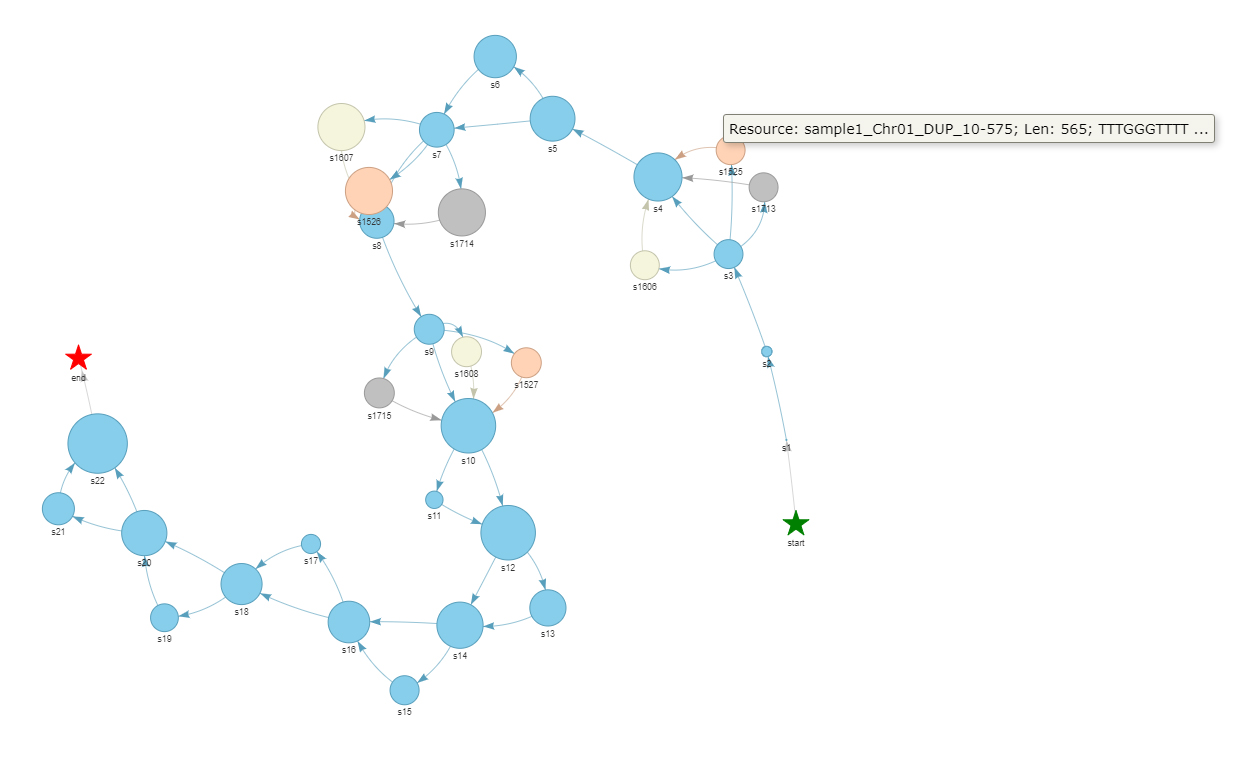 s6
s5
Resource: sample1_Chr01_DUP_10-575; Len: 565; TTTGGGTTTT ...
s1607
s7
s1525
s4
s1713
s1526
s8
s1714
s3
s1606
s9
s1608
s2
end
s1527
s1715
s1
s10
s22
s11
s21
start
s20
s17
s12
s18
s13
s19
s16
s14
s15